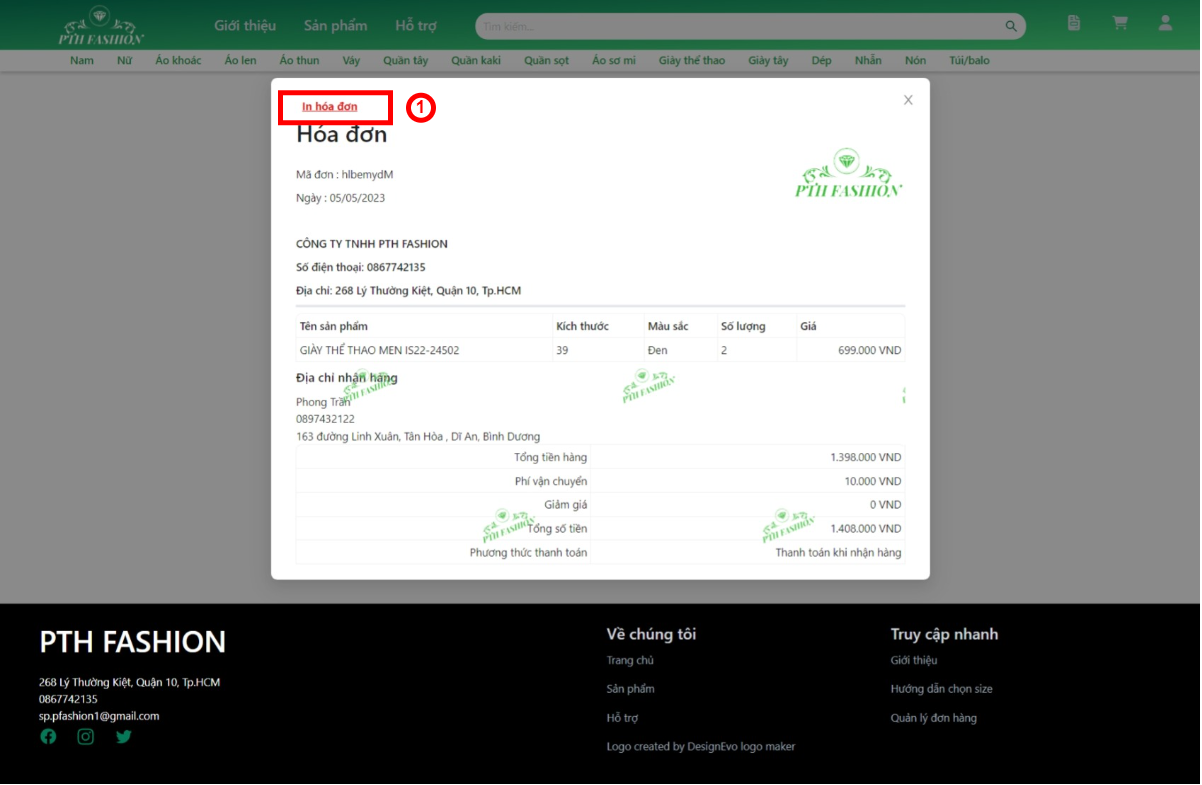 PTH FASHION
Giới thiệu Sản phẩm Hỗ trợ Tìm kiếm...
Nam Nữ Áo khoác Áo len Áo thun Váy Quần tây Quần kaki Quần sọt Áo sơ mi Giày thể thao Giày tây Dép Nhẫn Nón Túi/balo
In hóa đơn 1 X
Hóa đơn
Mã đơn : hlbemydM
Ngày : 05/05/2023
PTH FASHION
CÔNG TY TNHH PTH FASHION
Số điện thoại: 0867742135
Địa chỉ: 268 Lý Thường Kiệt, Quận 10, Tp.HCM
Tên sản phẩm Kích thước Màu sắc Số lượng Giá
GIÀY THỂ THAO MEN IS22-24502 39 Đen 2 699.000 VND
Địa chỉ nhận hàng
PTH FASHION
PTH FASHION
Phong Trần
0897432122
163 đường Linh Xuân, Tân Hòa , Dĩ An, Bình Dương
Tổng tiền hàng 1.398.000 VND
Phí vận chuyển 10.000 VND
Giảm giá 0 VND
PTH FASHION
PTH FASHION
Tổng số tiền 1.408.000 VND
Phương thức thanh toán Thanh toán khi nhận hàng
PTH FASHION
268 Lý Thường Kiệt, Quận 10, Tp.HCM
0867742135
sp.pfashion1@gmail.com
Về chúng tôi
Trang chủ
Sản phẩm
Hỗ trợ
Logo created by DesignEvo logo maker
Truy cập nhanh
Giới thiệu
Hướng dẫn chọn size
Quản lý đơn hàng